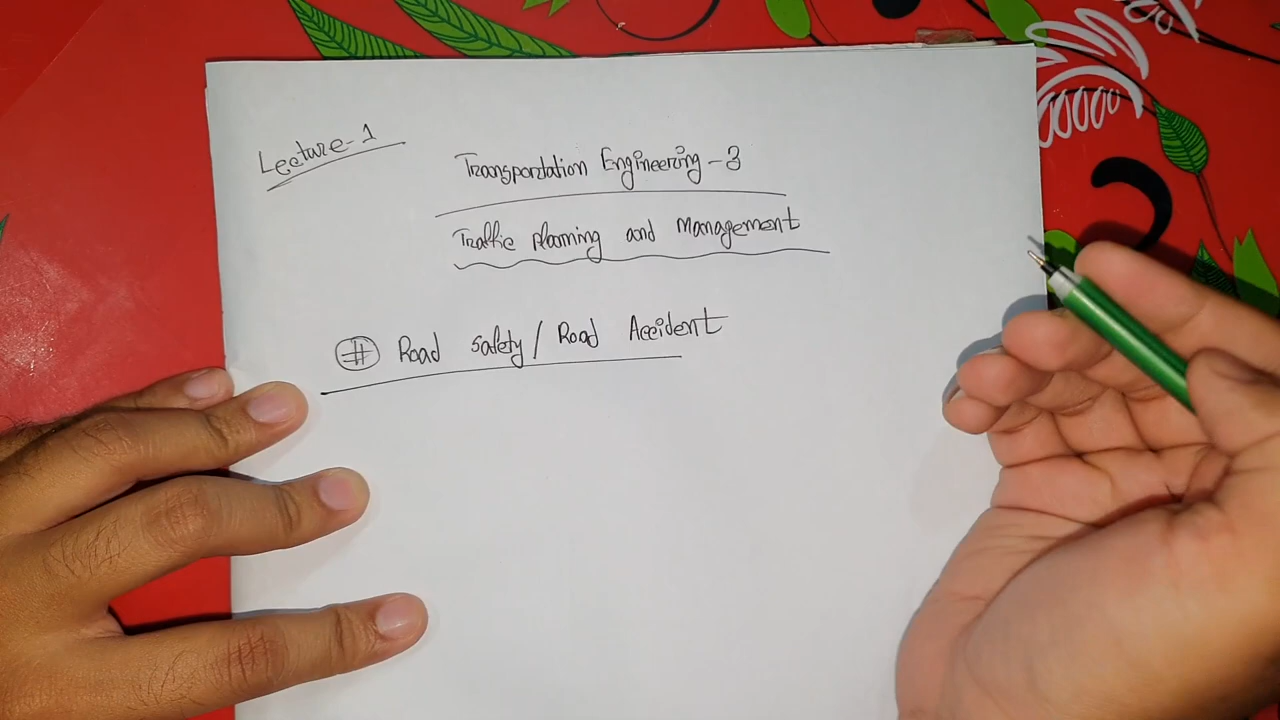 Lecture-1
Transportation Engineering-3
Traffic planning and Management
# Road safety/Road Accident